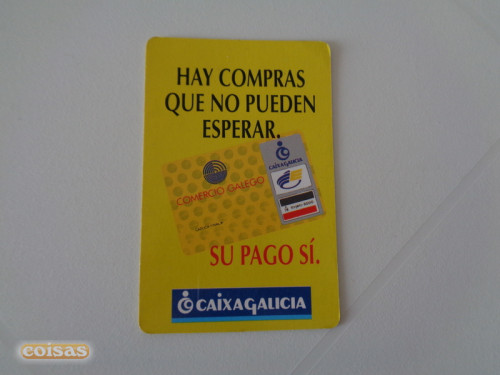 HAY COMPRAS
QUE NO PUEDEN
ESPERAR.
CAIXAGALICIA
COMERCIO GALEGO
SU PAGO SÍ.
CAIXAGALICIA
coisas